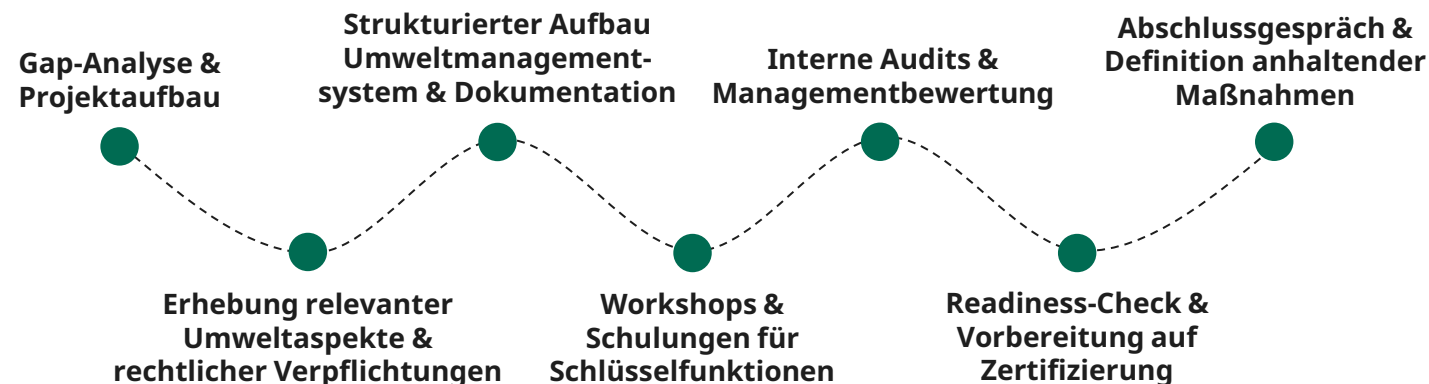 Gap-Analyse &
Projektaufbau
Erhebung relevanter
Umweltaspekte &
rechtlicher Verpflichtungen
Strukturierter Aufbau
Umweltmanagement-
system & Dokumentation
Workshops &
Schulungen für
Schlüsselfunktionen
Interne Audits &
Managementbewertung
Readiness-Check &
Vorbereitung auf
Zertifizierung
Abschlussgespräch &
Definition anhaltender
Maßnahmen